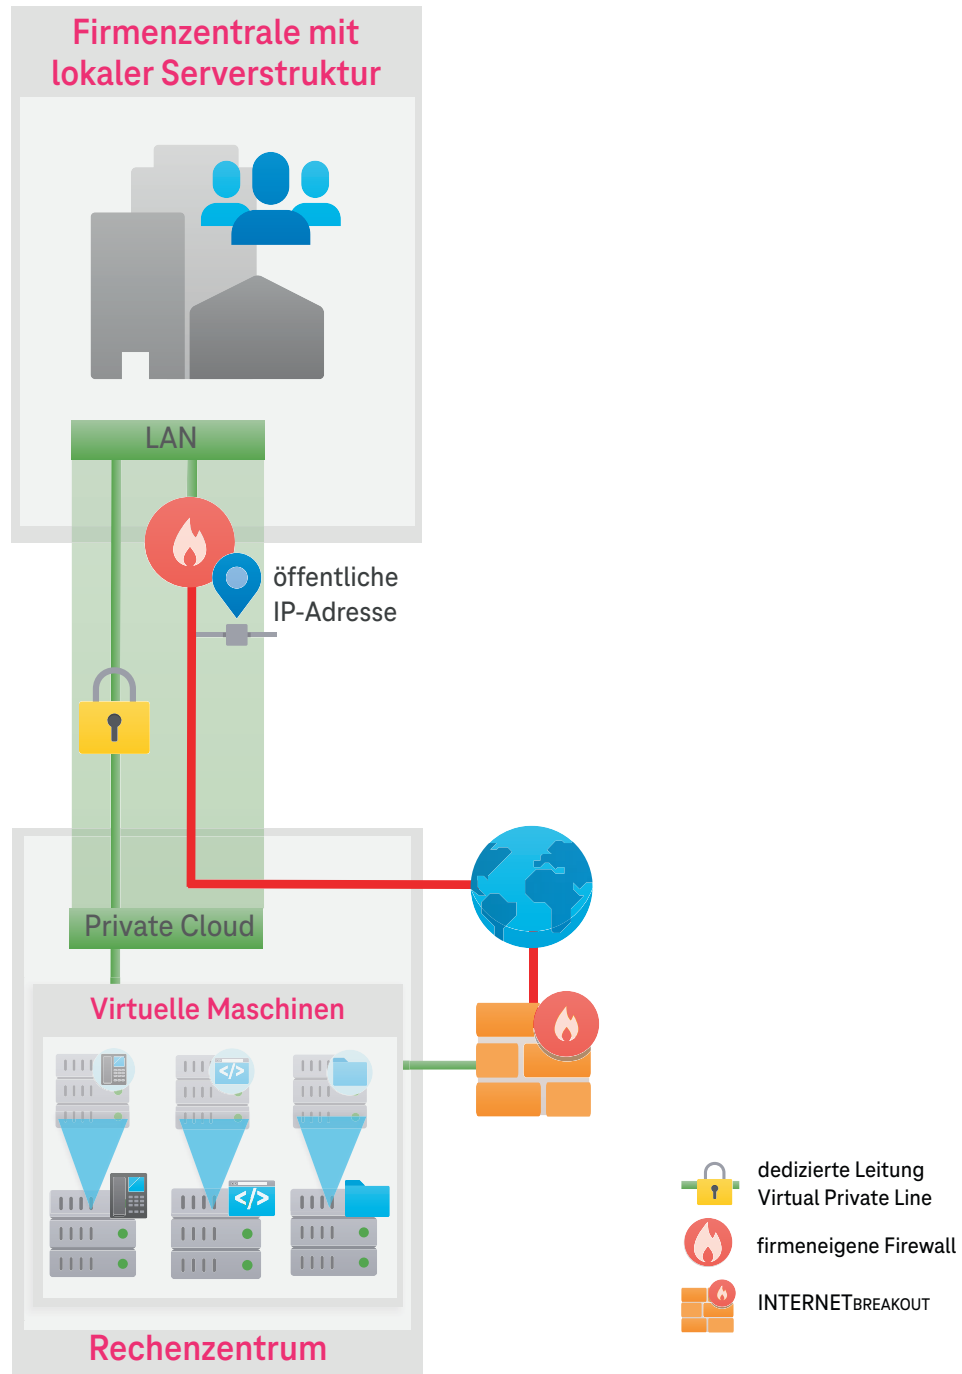 Firmenzentrale mit
lokaler Serverstruktur
LAN
öffentliche
IP-Adresse
Private Cloud
Virtuelle Maschinen
</>
</>
Rechenzentrum
dedizierte Leitung
Virtual Private Line
firmeneigene Firewall
INTERNETBREAKOUT